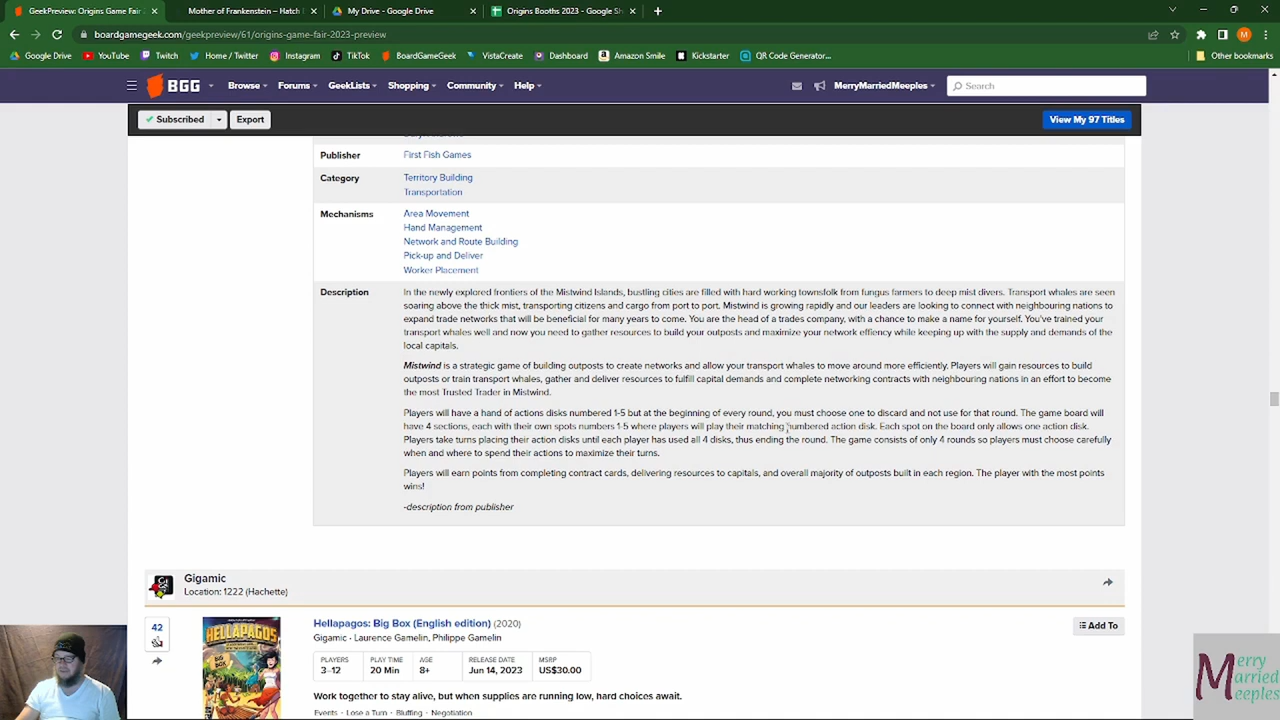 GeekPreview: Origins Game Fair
Mother of Frankenstein – Hatch E
My Drive - Google Drive
Origins Booths 2023 - Google Sh
boardgamegeek.com/geekpreview/61/origins-game-fair-2023-preview
Google Drive
YouTube
Twitch
Home / Twitter
Instagram
TikTok
BoardGameGeek
VistaCreate
Dashboard
Amazon Smile
Kickstarter
QR Code Generator...
Other bookmarks
BGG
Browse
Forums
GeekLists
Shopping
Community
Help
MerryMarriedMeeples
Search
Subscribed
Export
View My 97 Titles
Publisher
First Fish Games
Category
Territory Building
Transportation
Mechanisms
Area Movement
Hand Management
Network and Route Building
Pick-up and Deliver
Worker Placement
Description
In the newly explored frontiers of the Mistwind Islands, bustling cities are filled with hard working townsfolk from fungus farmers to deep mist divers. Transport whales are seen
soaring above the thick mist, transporting citizens and cargo from port to port. Mistwind is growing rapidly and our leaders are looking to connect with neighbouring nations to
expand trade networks that will be beneficial for many years to come. You are the head of a trades company, with a chance to make a name for yourself. You've trained your
transport whales well and now you need to gather resources to build your outposts and maximize your network effiency while keeping up with the supply and demands of the
local capitals.
Mistwind is a strategic game of building outposts to create networks and allow your transport whales to move around more efficiently. Players will gain resources to build
outposts or train transport whales, gather and deliver resources to fulfill capital demands and complete networking contracts with neighbouring nations in an effort to become
the most Trusted Trader in Mistwind.
Players will have a hand of actions disks numbered 1-5 but at the beginning of every round, you must choose one to discard and not use for that round. The game board will
have 4 sections, each with their own spots numbers 1-5 where players will play their matching numbered action disk. Each spot on the board only allows one action disk.
Players take turns placing their action disks until each player has used all 4 disks, thus ending the round. The game consists of only 4 rounds so players must choose carefully
when and where to spend their actions to maximize their turns.
Players will earn points from completing contract cards, delivering resources to capitals, and overall majority of outposts built in each region. The player with the most points
wins!
-description from publisher
Gigamic
Location: 1222 (Hachette)
42
HELLAPAGOS
BIG BOX
Hellapagos: Big Box (English edition) (2020)
Gigamic · Laurence Gamelin, Philippe Gamelin
Add To
PLAYERS
3–12
PLAY TIME
20 Min
AGE
8+
RELEASE DATE
Jun 14, 2023
MSRP
US$30.00
Work together to stay alive, but when supplies are running low, hard choices await.
Events · Lose a Turn · Bluffing · Negotiation
Merry
Married
Meeples